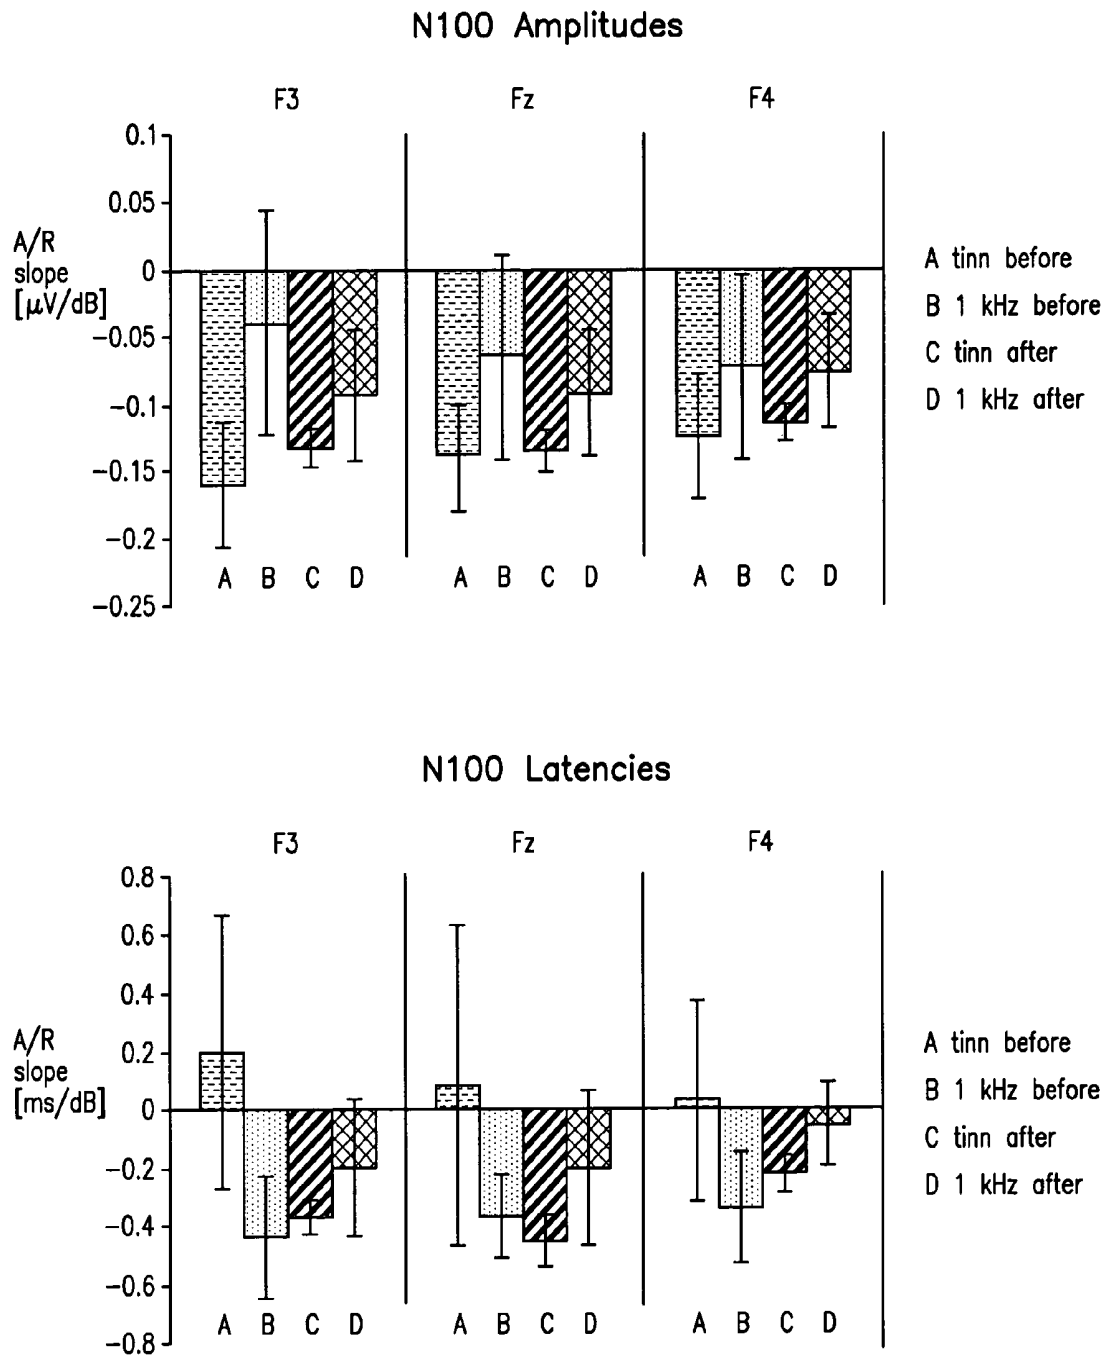 N100 Amplitudes
F3 Fz F4
0.1
0.05
0
−0.05
−0.1
−0.15
−0.2
−0.25
A/R
slope
[μV/dB]
A B C D A B C D A B C D
A tinn before
B 1 kHz before
C tinn after
D 1 kHz after
N100 Latencies
F3 Fz F4
0.8
0.6
0.4
0.2
0
−0.2
−0.4
−0.6
−0.8
A/R
slope
[ms/dB]
A B C D A B C D A B C D
A tinn before
B 1 kHz before
C tinn after
D 1 kHz after